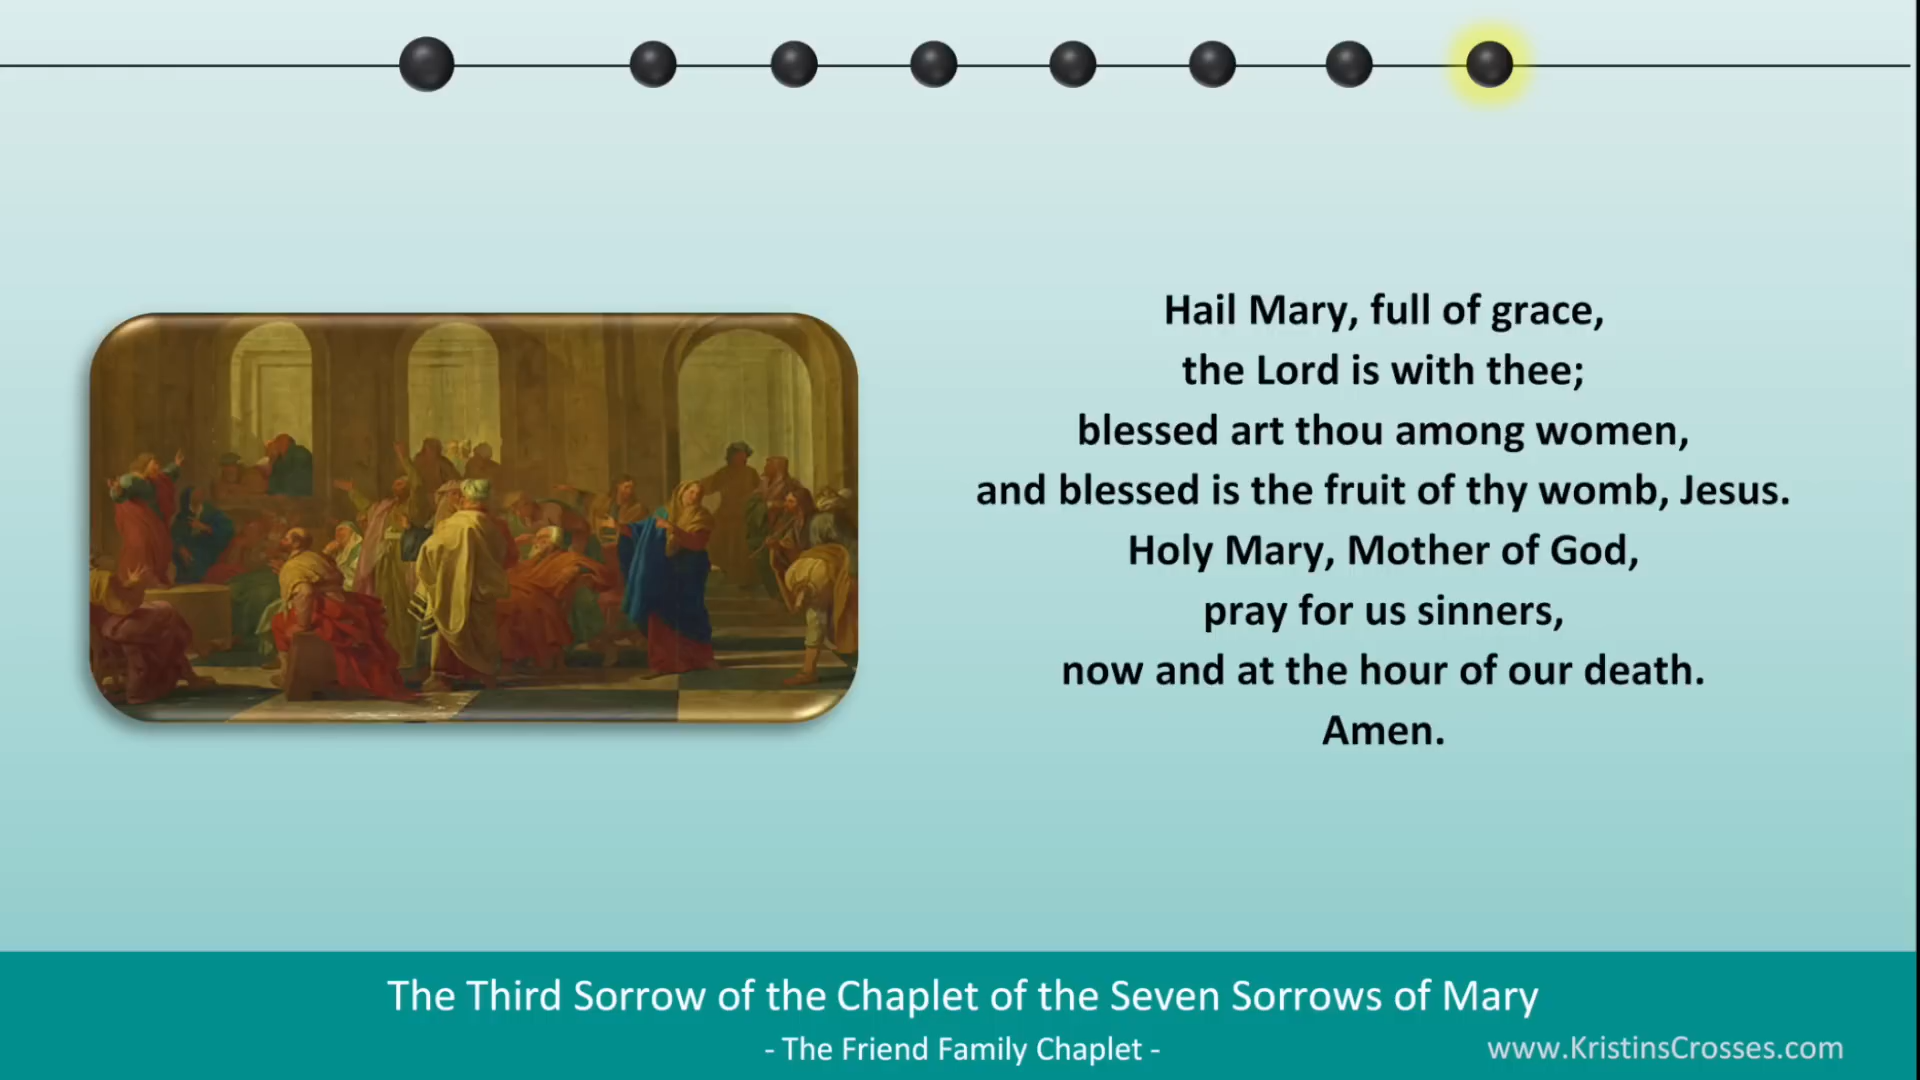 Hail Mary, full of grace,
the Lord is with thee;
blessed art thou among women,
and blessed is the fruit of thy womb, Jesus.
Holy Mary, Mother of God,
pray for us sinners,
now and at the hour of our death.
Amen.
The Third Sorrow of the Chaplet of the Seven Sorrows of Mary
- The Friend Family Chaplet -
www.KristinsCrosses.com